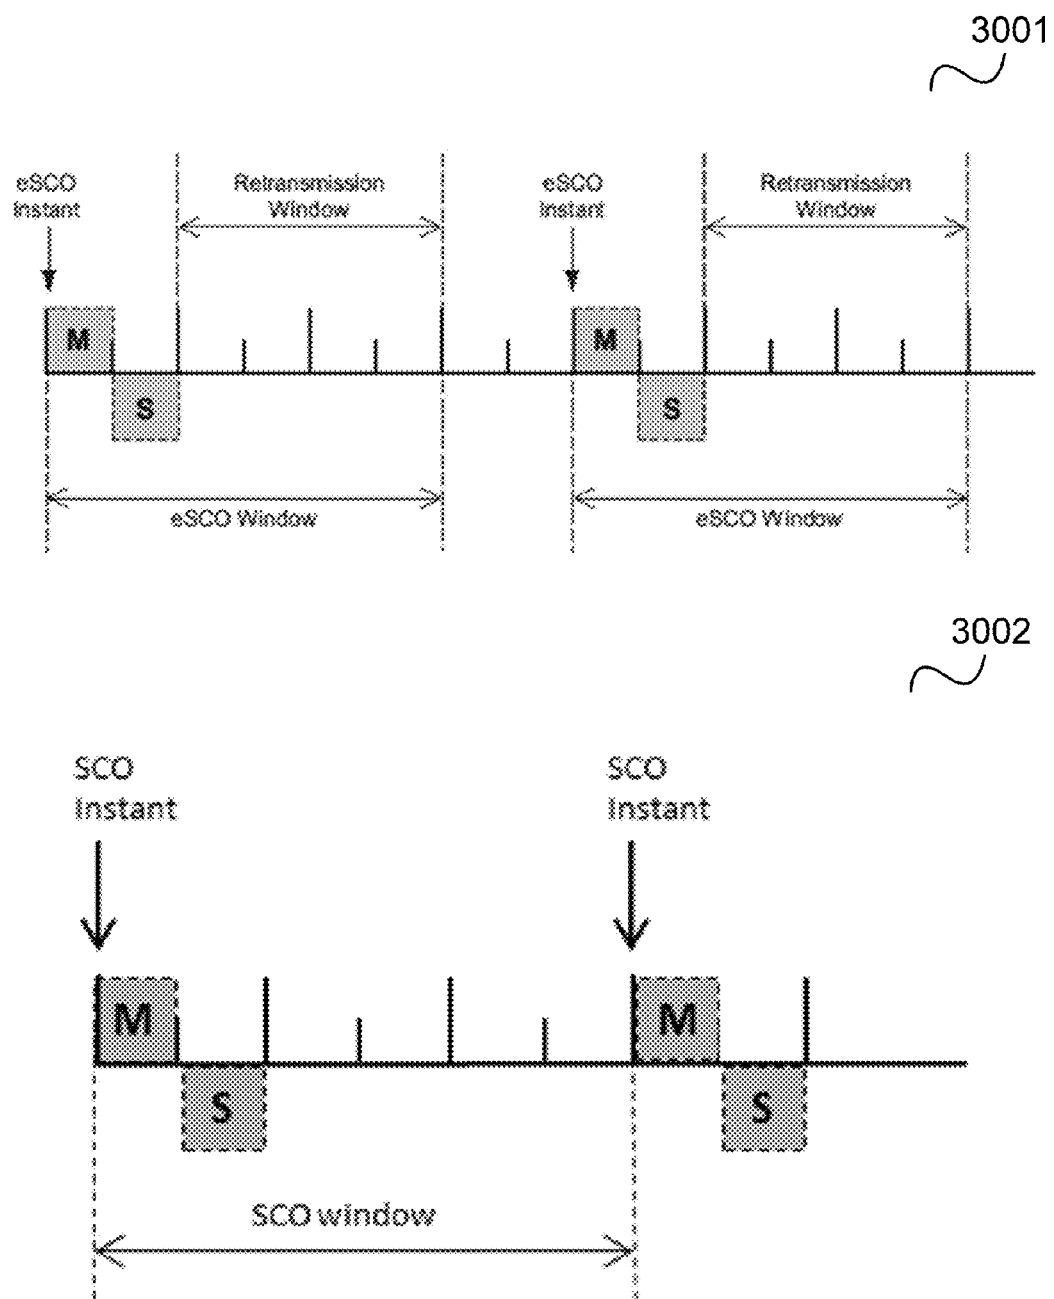 3001
eSCO
Instant
Retransmission
Window
eSCO
Instant
Retransmission
Window
M
M
S
S
eSCO Window
eSCO Window
3002
SCO
Instant
SCO
Instant
M
M
S
S
SCO window